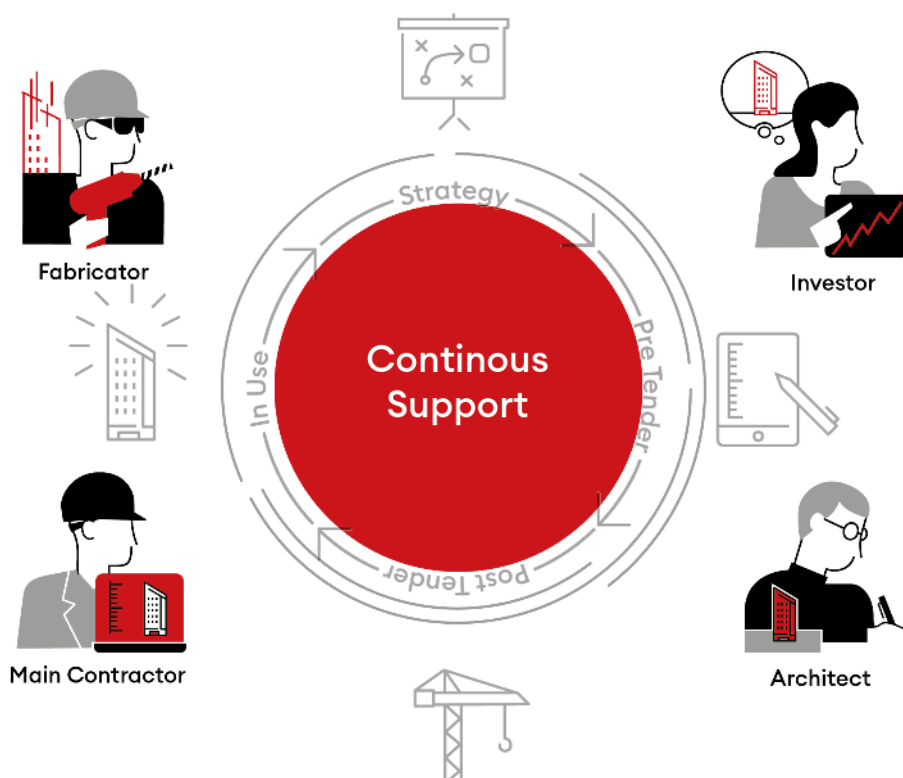 Strategy
Fabricator
Investor
Continous
Support
In Use
Pre Tender
Post Tender
Main Contractor
Architect